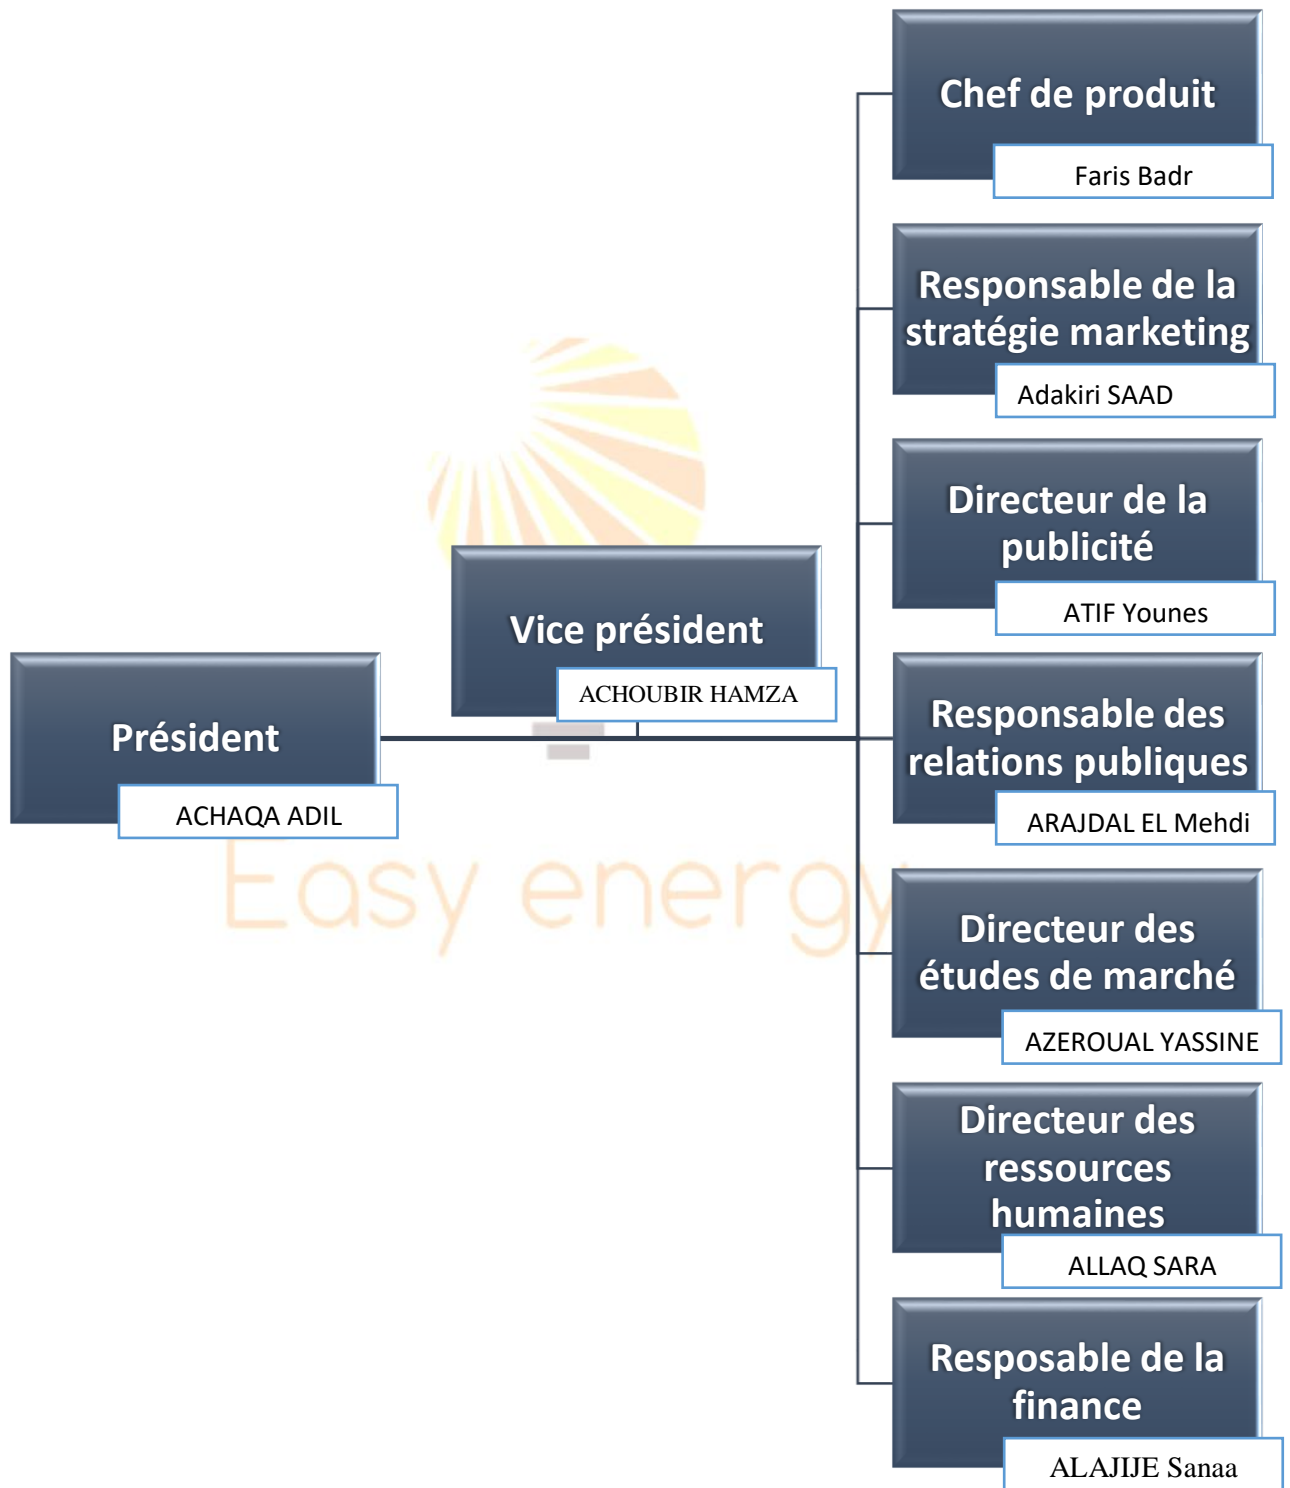 Chef de produit
Faris Badr
Responsable de la
stratégie marketing
Adakiri SAAD
Directeur de la
publicité
ATIF Younes
Vice président
ACHOUBIR HAMZA
Président
ACHAQA ADIL
Responsable des
relations publiques
ARAJDAL EL Mehdi
Easy energy
Directeur des
études de marché
AZEROUAL YASSINE
Directeur des
ressources
humaines
ALLAQ SARA
Resposable de la
finance
ALAJIJE Sanaa